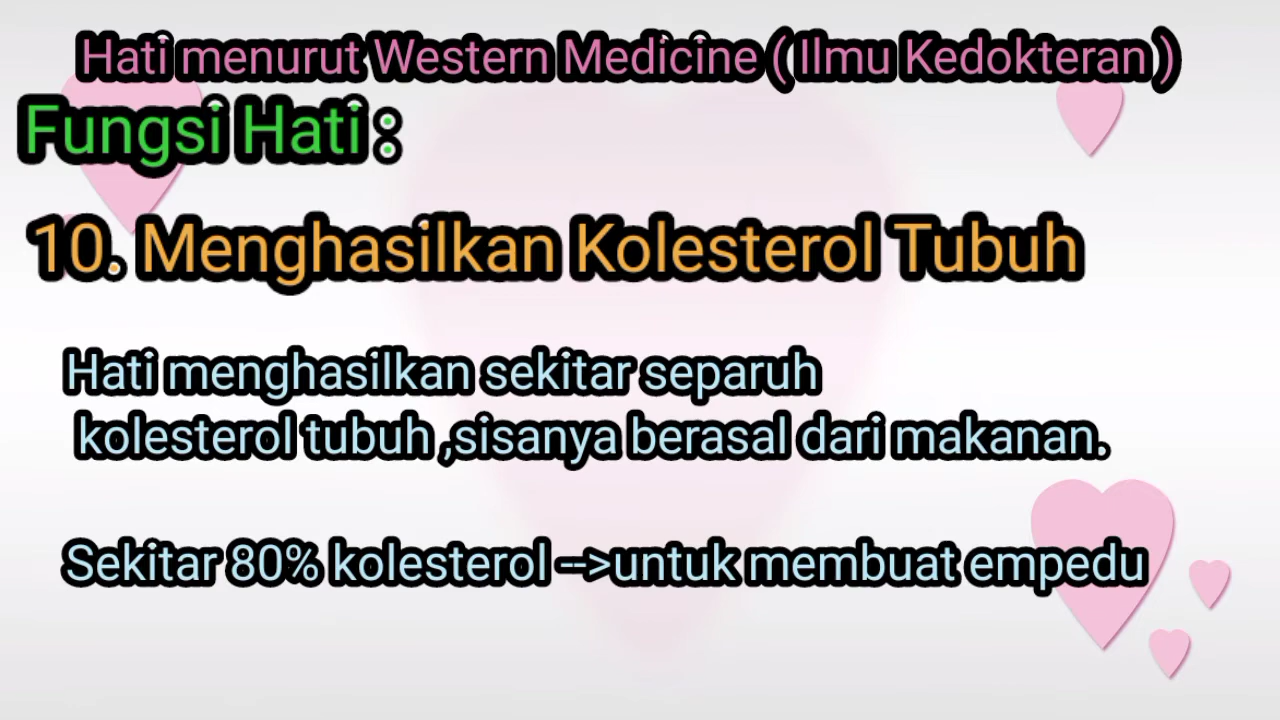 Hati menurut Western Medicine ( Ilmu Kedokteran )
Fungsi Hati :
10. Menghasilkan Kolesterol Tubuh
Hati menghasilkan sekitar separuh
kolesterol tubuh ,sisanya berasal dari makanan.
Sekitar 80% kolesterol -->untuk membuat empedu